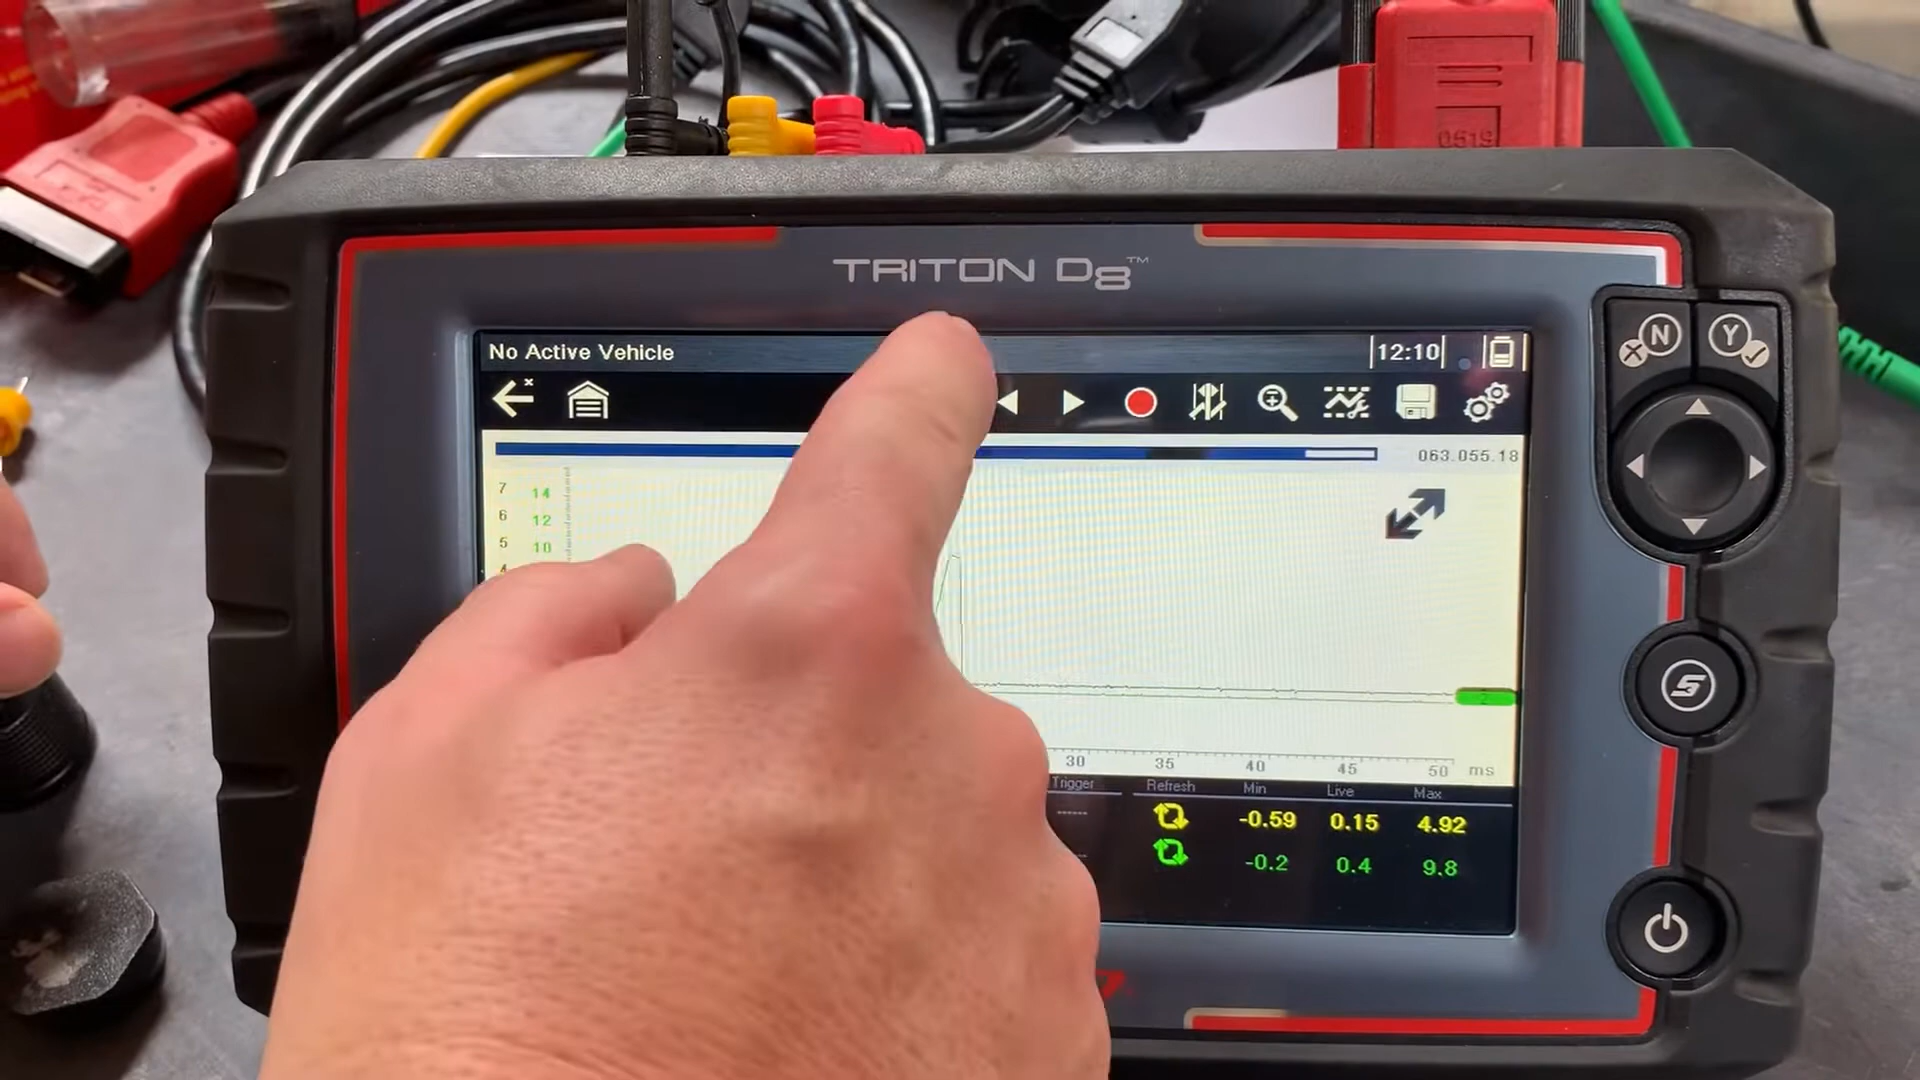 TRITON D8™
No Active Vehicle
12:10
N
Y
063.055.18
7 14
6 12
5 10
4
30 35 40 45 50 ms
Trigger Refresh Min Live Max
------ -0.59 0.15 4.92
-0.2 0.4 9.8